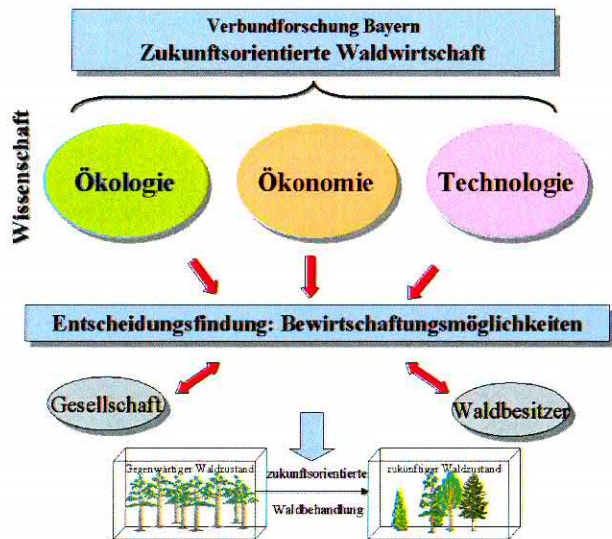 Verbundforschung Bayern
Zukunftsorientierte Waldwirtschaft
Wissenschaft
Ökologie
Ökonomie
Technologie
Entscheidungsfindung: Bewirtschaftungsmöglichkeiten
Gesellschaft
Waldbesitzer
Gegenwärtiger Waldzustand
zukunftsorientierte
Waldbehandlung
zukünftiger Waldzustand